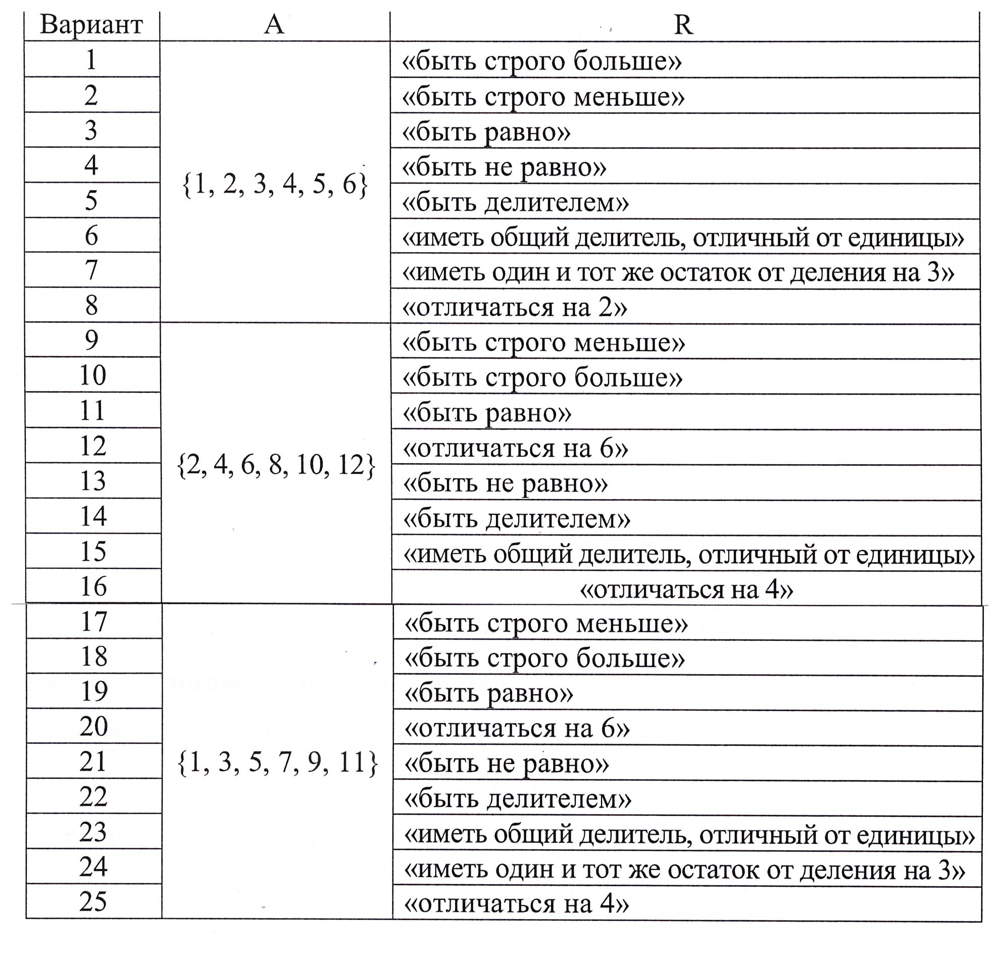 Вариант A R
1 «быть строго больше»
2 «быть строго меньше»
3 «быть равно»
4 «быть не равно»
{1, 2, 3, 4, 5, 6}
5 «быть делителем»
6 «иметь общий делитель, отличный от единицы»
7 «иметь один и тот же остаток от деления на 3»
8 «отличаться на 2»
9 «быть строго меньше»
10 «быть строго больше»
11 «быть равно»
12 «отличаться на 6»
{2, 4, 6, 8, 10, 12}
13 «быть не равно»
14 «быть делителем»
15 «иметь общий делитель, отличный от единицы»
16 «отличаться на 4»
17 «быть строго меньше»
18 «быть строго больше»
19 «быть равно»
20 «отличаться на 6»
21 {1, 3, 5, 7, 9, 11} «быть не равно»
22 «быть делителем»
23 «иметь общий делитель, отличный от единицы»
24 «иметь один и тот же остаток от деления на 3»
25 «отличаться на 4»